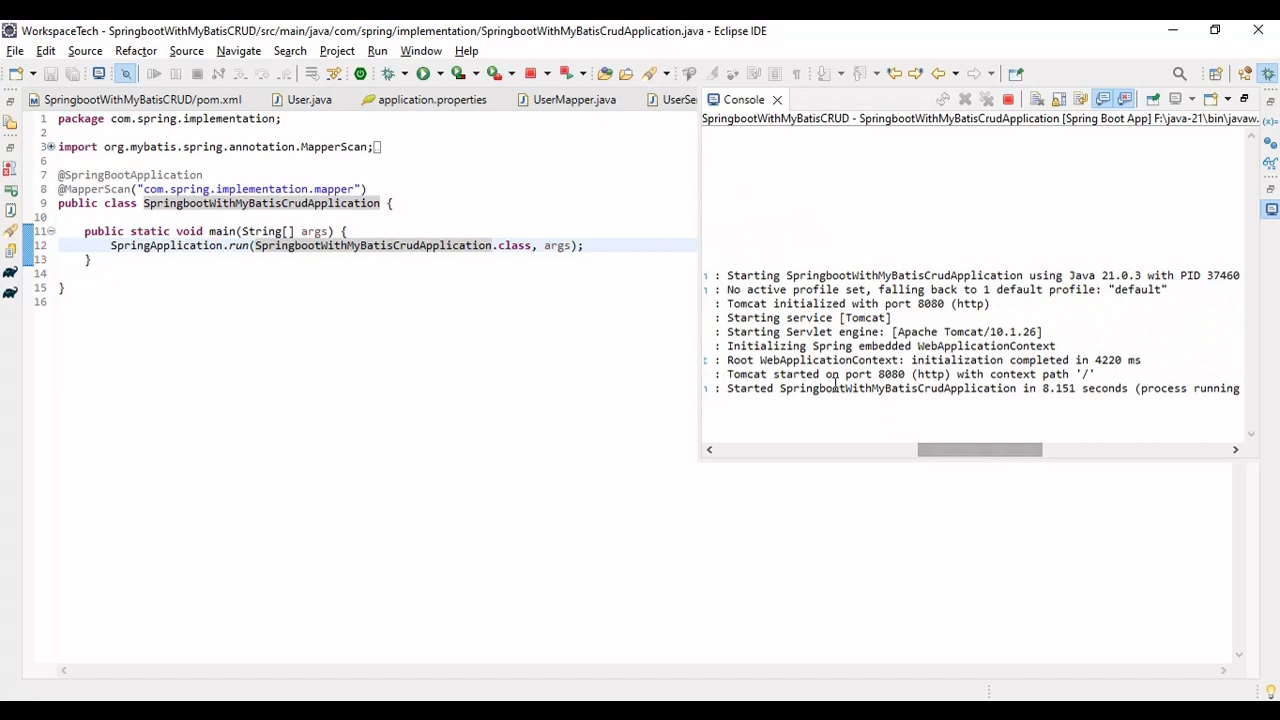 WorkspaceTech - SpringbootWithMyBatisCRUD/src/main/java/com/spring/implementation/SpringbootWithMyBatisCrudApplication.java - Eclipse IDE
File Edit Source Refactor Source Navigate Search Project Run Window Help
SpringbootWithMyBatisCRUD/pom.xml User.java application.properties UserMapper.java UserSe Console
SpringbootWithMyBatisCRUD - SpringbootWithMyBatisCrudApplication [Spring Boot App] F:\java-21\bin\javaw.
1 package com.spring.implementation;
2
3 import org.mybatis.spring.annotation.MapperScan;
6
7 @SpringBootApplication
8 @MapperScan("com.spring.implementation.mapper")
9 public class SpringbootWithMyBatisCrudApplication {
10
11 public static void main(String[] args) {
12 SpringApplication.run(SpringbootWithMyBatisCrudApplication.class, args);
13 }
14
15 }
16
n : Starting SpringbootWithMyBatisCrudApplication using Java 21.0.3 with PID 37460
n : No active profile set, falling back to 1 default profile: "default"
: Tomcat initialized with port 8080 (http)
: Starting service [Tomcat]
: Starting Servlet engine: [Apache Tomcat/10.1.26]
: Initializing Spring embedded WebApplicationContext
t : Root WebApplicationContext: initialization completed in 4220 ms
: Tomcat started on port 8080 (http) with context path '/'
n : Started SpringbootWithMyBatisCrudApplication in 8.151 seconds (process running